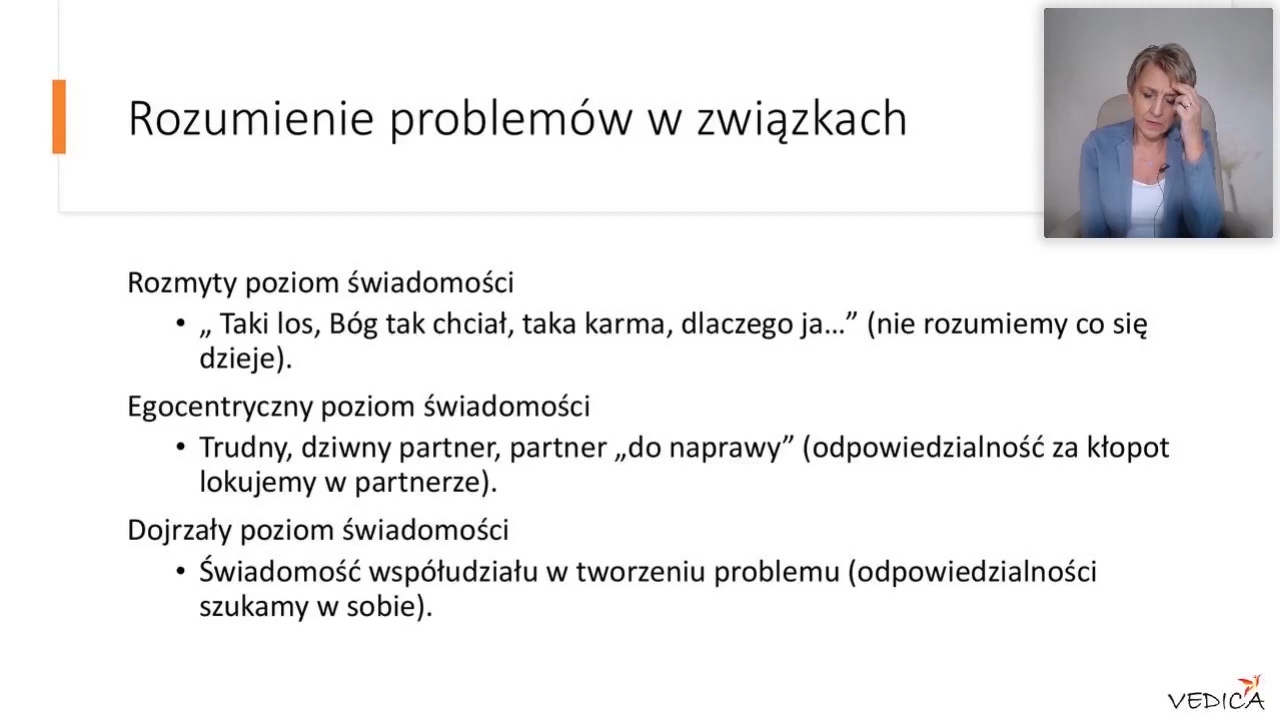 Rozumienie problemów w związkach
Rozmyty poziom świadomości
• „ Taki los, Bóg tak chciał, taka karma, dlaczego ja…” (nie rozumiemy co się
dzieje).
Egocentryczny poziom świadomości
• Trudny, dziwny partner, partner „do naprawy” (odpowiedzialność za kłopot
lokujemy w partnerze).
Dojrzały poziom świadomości
• Świadomość współudziału w tworzeniu problemu (odpowiedzialności
szukamy w sobie).
VEDICA